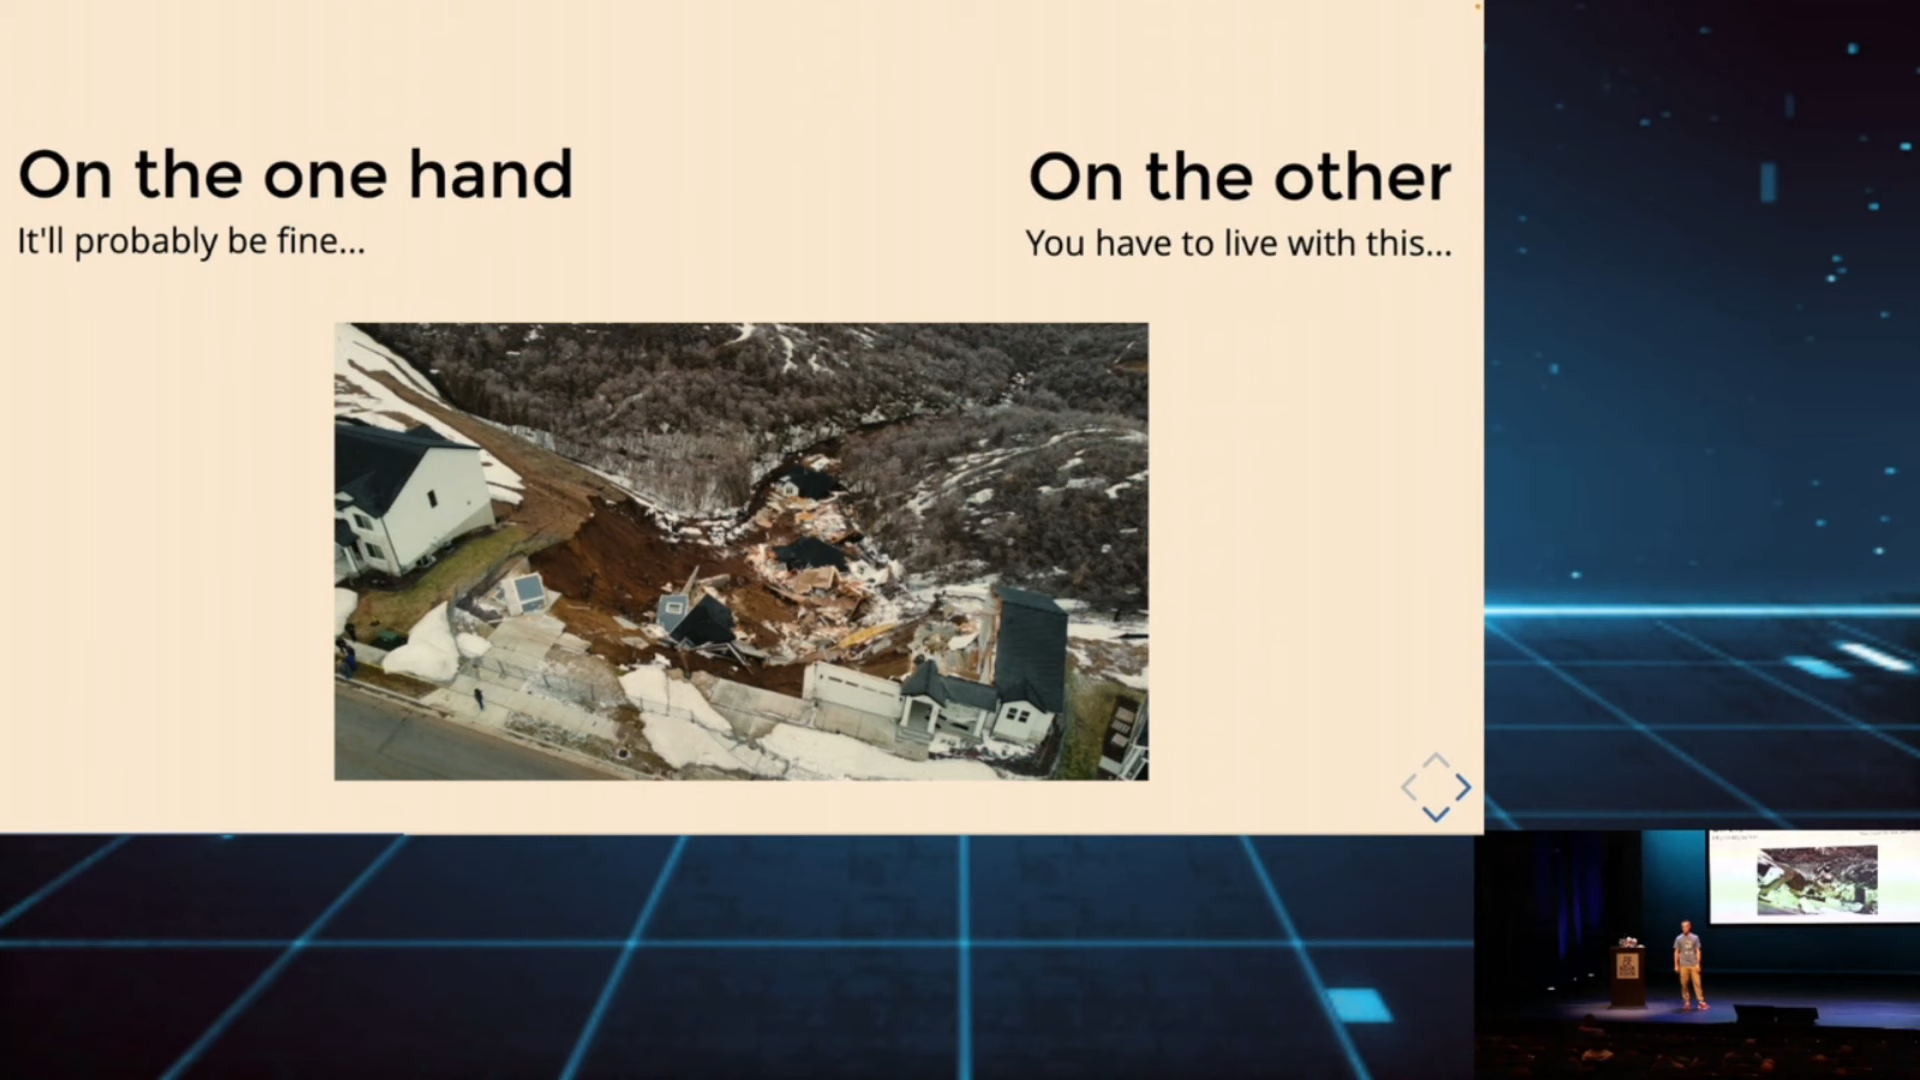 On the one hand
It'll probably be fine...
On the other
You have to live with this...